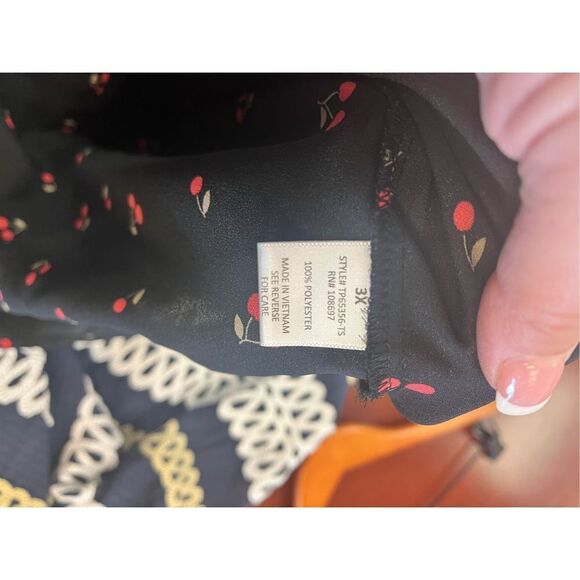 3X
STYLE# TP65356-TS
RN# 108697
100% POLYESTER
MADE IN VIETNAM
SEE REVERSE
FOR CARE